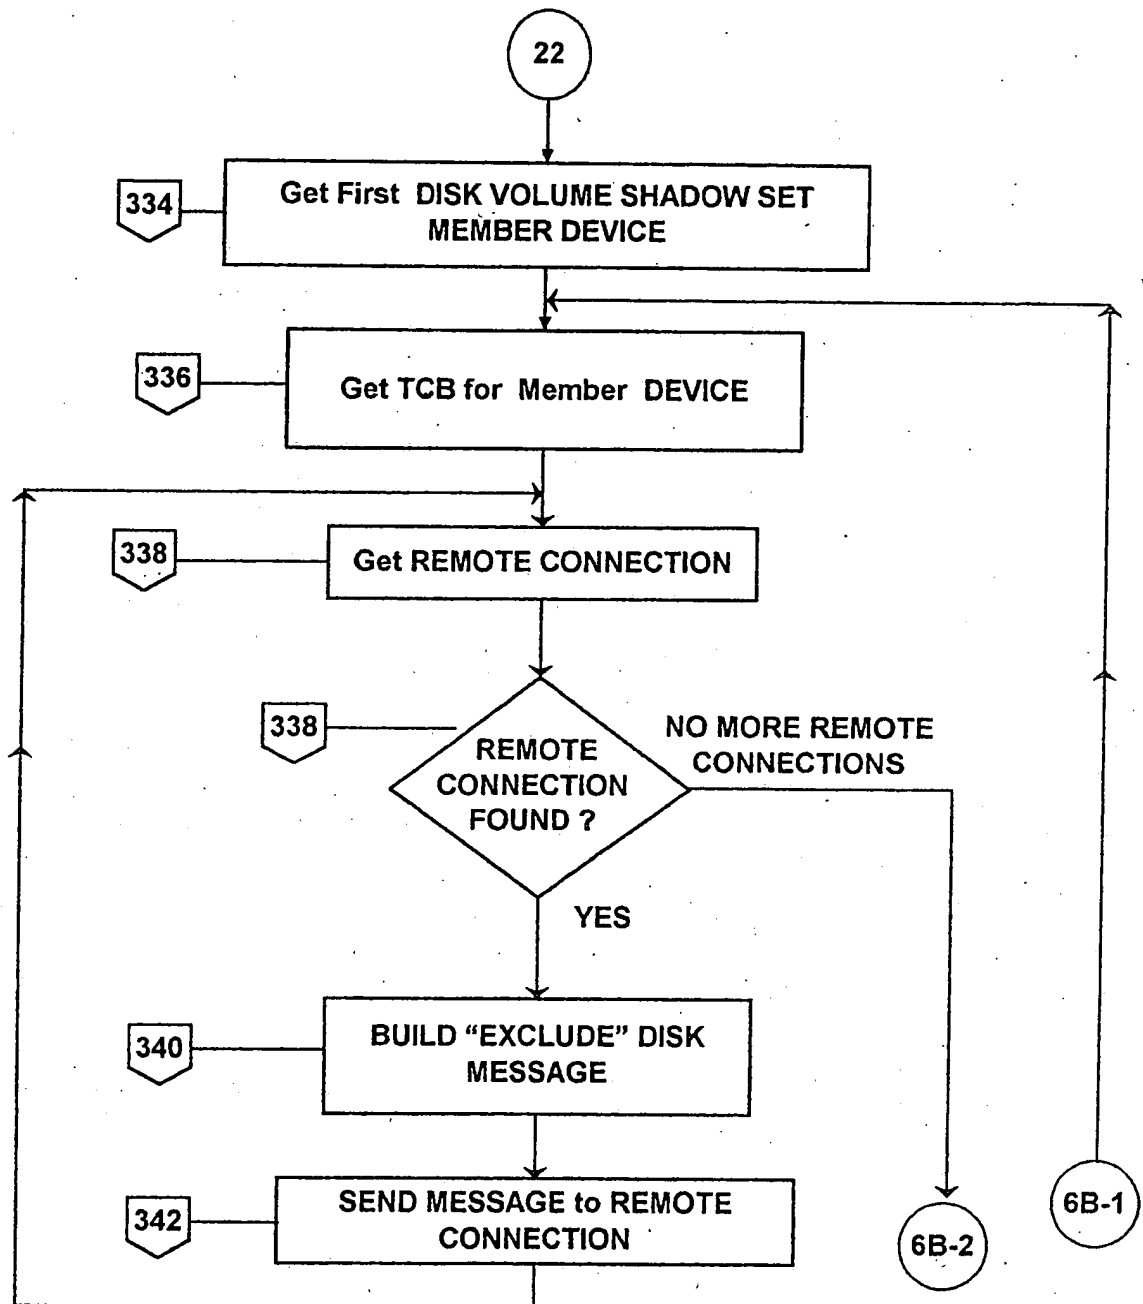 22
334
Get First DISK VOLUME SHADOW SET
MEMBER DEVICE
336
Get TCB for Member DEVICE
338
Get REMOTE CONNECTION
338
REMOTE
CONNECTION
FOUND ?
NO MORE REMOTE
CONNECTIONS
YES
340
BUILD “EXCLUDE” DISK
MESSAGE
342
SEND MESSAGE to REMOTE
CONNECTION
6B-2
6B-1